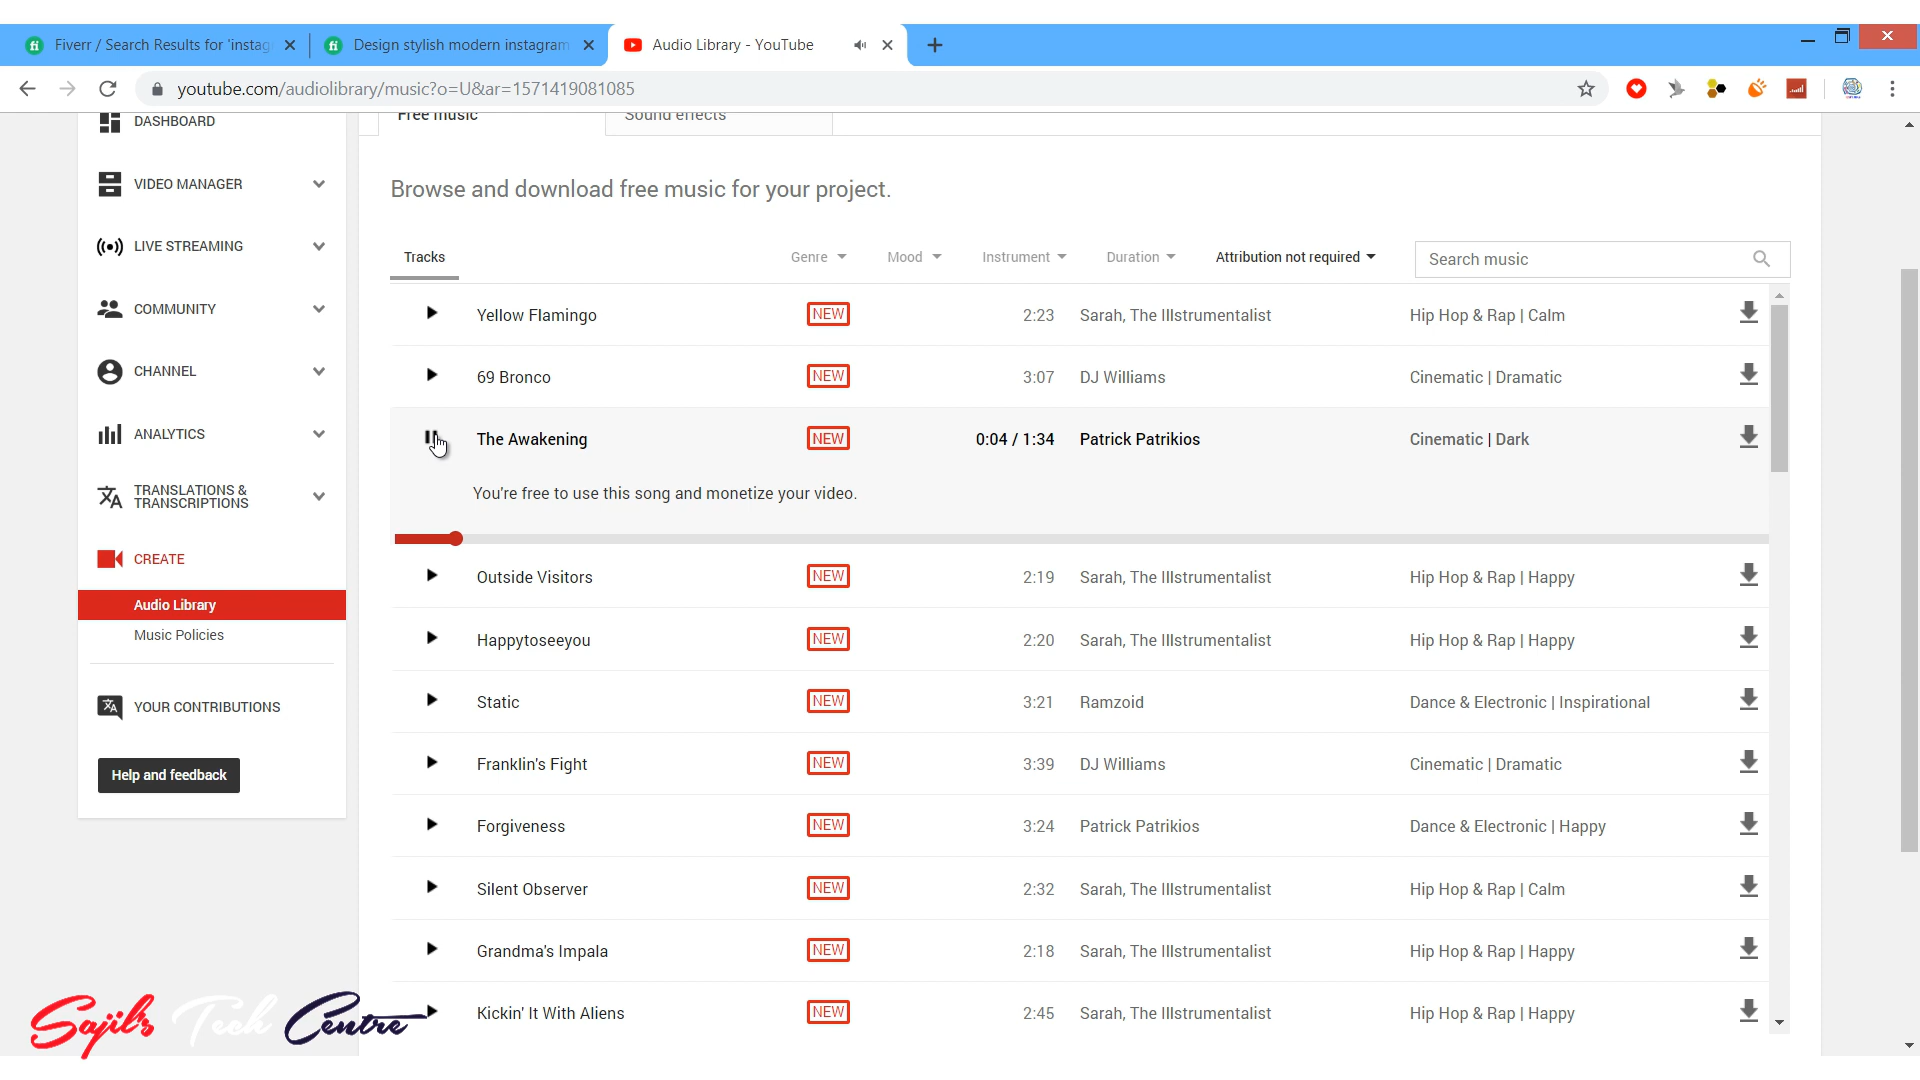 Fiverr / Search Results for 'instag
Design stylish modern instagram
Audio Library - YouTube
youtube.com/audiolibrary/music?o=U&ar=1571419081085
DASHBOARD
VIDEO MANAGER
LIVE STREAMING
COMMUNITY
CHANNEL
ANALYTICS
TRANSLATIONS &
TRANSCRIPTIONS
CREATE
Audio Library
Music Policies
YOUR CONTRIBUTIONS
Help and feedback
Free music
Sound effects
Browse and download free music for your project.
Tracks
Genre
Mood
Instrument
Duration
Attribution not required
Search music
Yellow Flamingo NEW 2:23 Sarah, The Illstrumentalist Hip Hop & Rap | Calm
69 Bronco NEW 3:07 DJ Williams Cinematic | Dramatic
The Awakening NEW 0:04 / 1:34 Patrick Patrikios Cinematic | Dark
You're free to use this song and monetize your video.
Outside Visitors NEW 2:19 Sarah, The Illstrumentalist Hip Hop & Rap | Happy
Happytoseeyou NEW 2:20 Sarah, The Illstrumentalist Hip Hop & Rap | Happy
Static NEW 3:21 Ramzoid Dance & Electronic | Inspirational
Franklin's Fight NEW 3:39 DJ Williams Cinematic | Dramatic
Forgiveness NEW 3:24 Patrick Patrikios Dance & Electronic | Happy
Silent Observer NEW 2:32 Sarah, The Illstrumentalist Hip Hop & Rap | Calm
Grandma's Impala NEW 2:18 Sarah, The Illstrumentalist Hip Hop & Rap | Happy
Kickin' It With Aliens NEW 2:45 Sarah, The Illstrumentalist Hip Hop & Rap | Happy
Sajil's Tech Centre